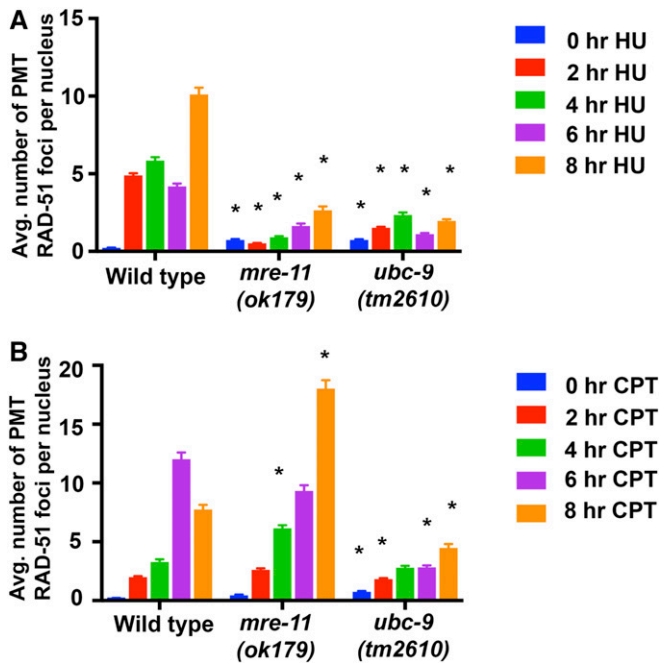 A
Avg. number of PMT
RAD-51 foci per nucleus
15
10
5
0
* * * * *
* * * * *
Wild type
mre-11
(ok179)
ubc-9
(tm2610)
0 hr HU
2 hr HU
4 hr HU
6 hr HU
8 hr HU
B
Avg. number of PMT
RAD-51 foci per nucleus
20
15
10
5
0
* *
* * * *
Wild type
mre-11
(ok179)
ubc-9
(tm2610)
0 hr CPT
2 hr CPT
4 hr CPT
6 hr CPT
8 hr CPT